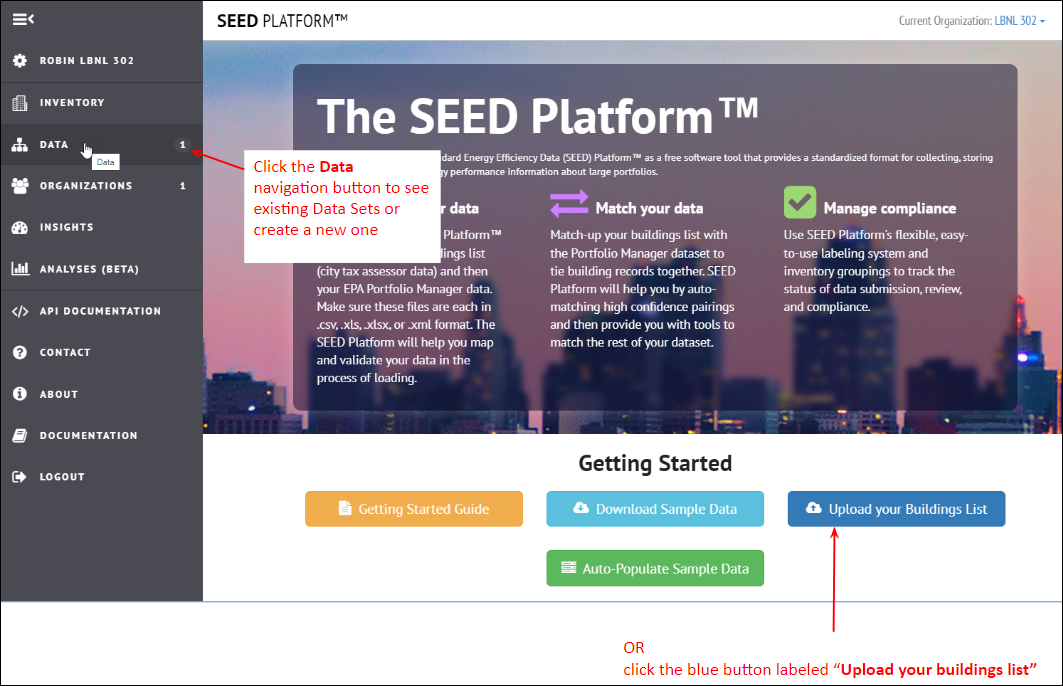 SEED PLATFORM™
Current Organization: LBNL 302
ROBIN LBNL 302
INVENTORY
DATA 1
Data
ORGANIZATIONS 1
INSIGHTS
ANALYSES (BETA)
API DOCUMENTATION
CONTACT
ABOUT
DOCUMENTATION
LOGOUT
The SEED Platform™
Energy Efficiency Data (SEED) Platform™ as a free software tool that provides a standardized format for collecting, storing
performance information about large portfolios.
Click the Data
navigation button to see
existing Data Sets or
create a new one
data
Platform™
list
(city tax assessor data) and then
your EPA Portfolio Manager data.
Make sure these files are each in
.csv, .xls, .xlsx, or .xml format. The
SEED Platform will help you map
and validate your data in the
process of loading.
Match your data
Match-up your buildings list with
the Portfolio Manager dataset to
tie building records together. SEED
Platform will help you by auto-
matching high confidence pairings
and then provide you with tools to
match the rest of your dataset.
Manage compliance
Use SEED Platform's flexible, easy-
to-use labeling system and
inventory groupings to track the
status of data submission, review,
and compliance.
Getting Started
Getting Started Guide
Download Sample Data
Upload your Buildings List
Auto-Populate Sample Data
OR
click the blue button labeled “Upload your buildings list”